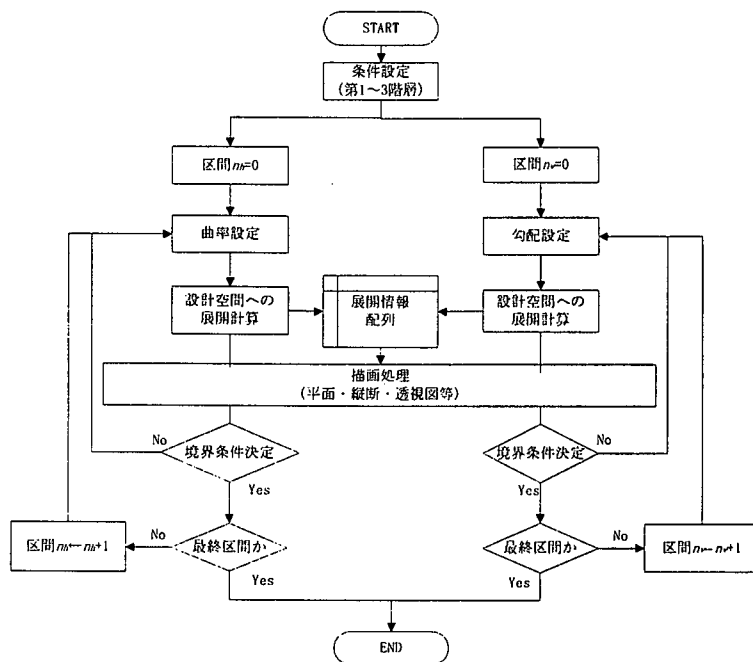 START
条件設定
(第1～3階層)
区間nh=0
区間nv=0
曲率設定
勾配設定
設計空間への
展開計算
展開情報
配列
設計空間への
展開計算
描画処理
(平面・縦断・透視図等)
No
境界条件決定
境界条件決定
No
Yes
Yes
区間nh←nh+1
No
最終区間か
最終区間か
No
区間nv←nv+1
Yes
Yes
END